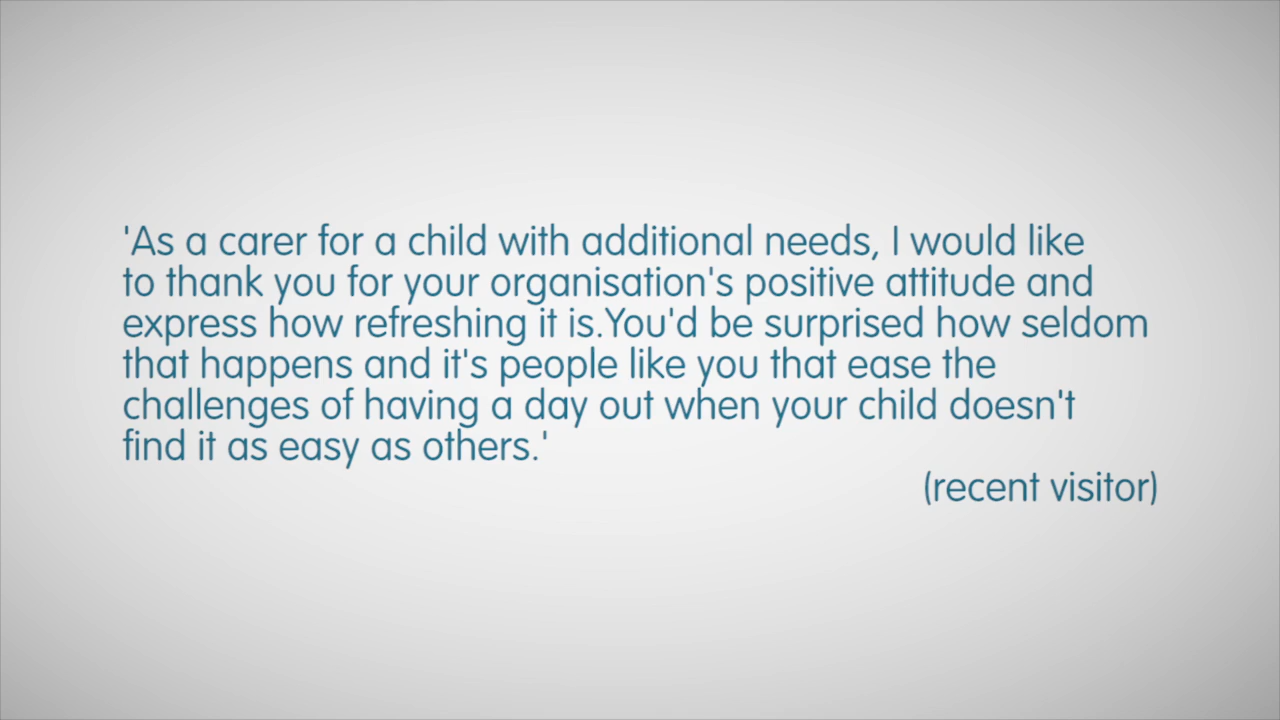 'As a carer for a child with additional needs, I would like
to thank you for your organisation's positive attitude and
express how refreshing it is.You'd be surprised how seldom
that happens and it's people like you that ease the
challenges of having a day out when your child doesn't
find it as easy as others.'
(recent visitor)